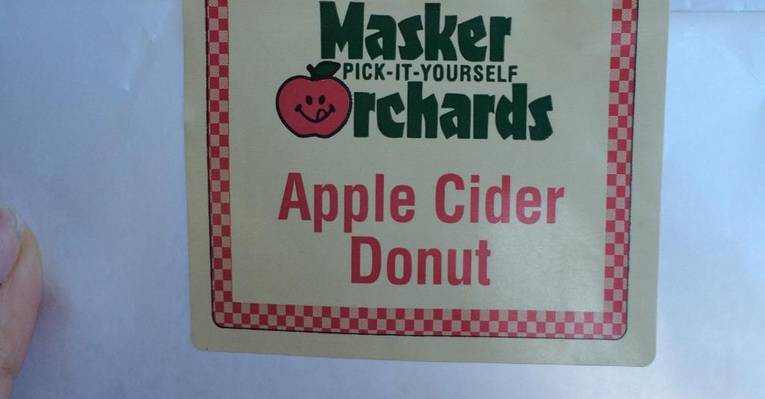 Masker
PICK-IT-YOURSELF
Orchards
Apple Cider
Donut